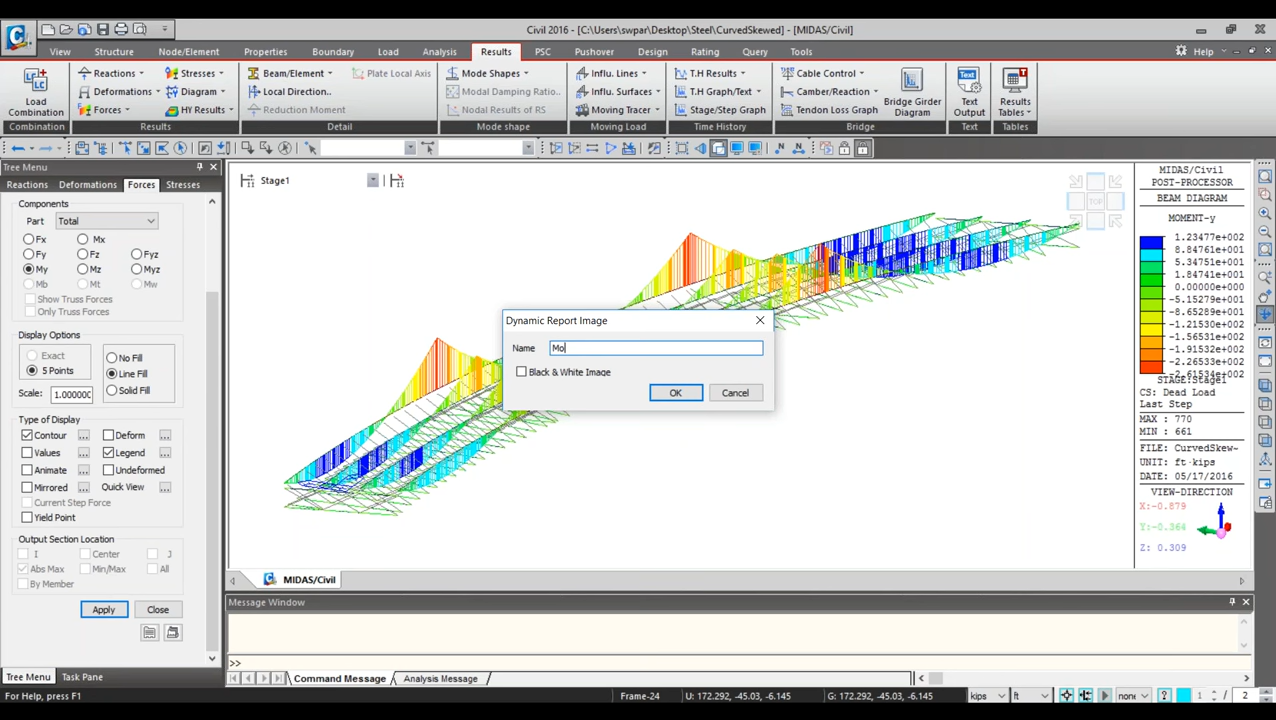 Civil 2016 - [C:\Users\swpar\Desktop\Steel\CurvedSkewed] - [MIDAS/Civil]
View Structure Node/Element Properties Boundary Load Analysis Results PSC Pushover Design Rating Query Tools Help
Load Combination
Combination
Reactions Stresses
Deformations Diagram
Forces HY Results
Results
Beam/Element Plate Local Axis
Local Direction..
Reduction Moment
Detail
Mode Shapes
Modal Damping Ratio..
Nodal Results of RS
Mode shape
Influ. Lines
Influ. Surfaces
Moving Tracer
Moving Load
T.H Results
T.H Graph/Text
Stage/Step Graph
Time History
Cable Control
Camber/Reaction
Tendon Loss Graph
Bridge Girder Diagram
Bridge
Text Output
Text
Results Tables
Tables
Tree Menu
Reactions Deformations Forces Stresses
Components
Part Total
Fx Mx
Fy Fz Fyz
My Mz Myz
Mb Mt Mw
Show Truss Forces
Only Truss Forces
Display Options
Exact
5 Points
No Fill
Line Fill
Solid Fill
Scale: 1.00000(
Type of Display
Contour ... Deform ...
Values ... Legend ...
Animate ... Undeformed
Mirrored ... Quick View ...
Current Step Force
Yield Point
Output Section Location
I Center J
Abs Max Min/Max All
By Member
Apply Close
Tree Menu Task Pane
Stage1
TOP
Dynamic Report Image
Name Mo
Black & White Image
OK Cancel
MIDAS/Civil
POST-PROCESSOR
BEAM DIAGRAM
MOMENT-y
1.23477e+002
8.84761e+001
5.34751e+001
1.84741e+001
-5.15279e+001
-8.65289e+001
-1.21530e+002
-1.56531e+002
-1.91532e+002
-2.61534e+002
STAGE:Stage1
CS: Dead Load
Last Step
MAX : 770
MIN : 661
FILE: CurvedSkew~
UNIT: ft·kips
DATE: 05/17/2016
VIEW-DIRECTION
X:-0.879
Y:-0.364
Z: 0.309
MIDAS/Civil
Message Window
>>
Command Message Analysis Message
For Help, press F1
Frame-24
U: 172.292, -45.03, -6.145
G: 172.292, -45.03, -6.145
kips ft none ? 1 / 2